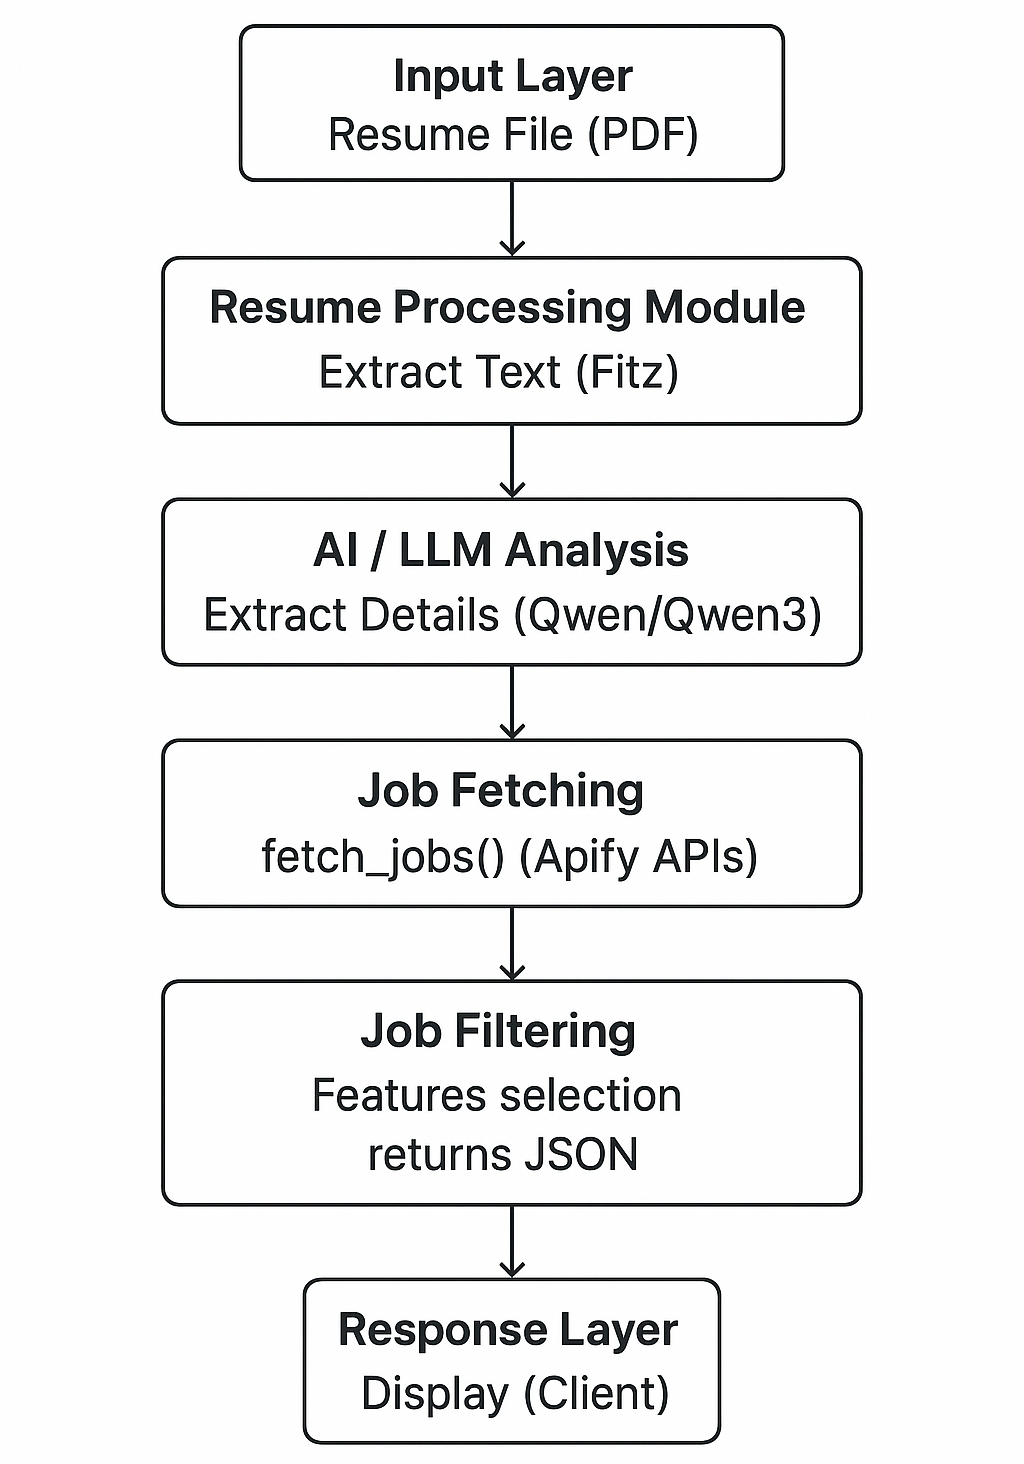 Input Layer
Resume File (PDF)
Resume Processing Module
Extract Text (Fitz)
AI / LLM Analysis
Extract Details (Qwen/Qwen3)
Job Fetching
fetch_jobs() (Apify APIs)
Job Filtering
Features selection
returns JSON
Response Layer
Display (Client)